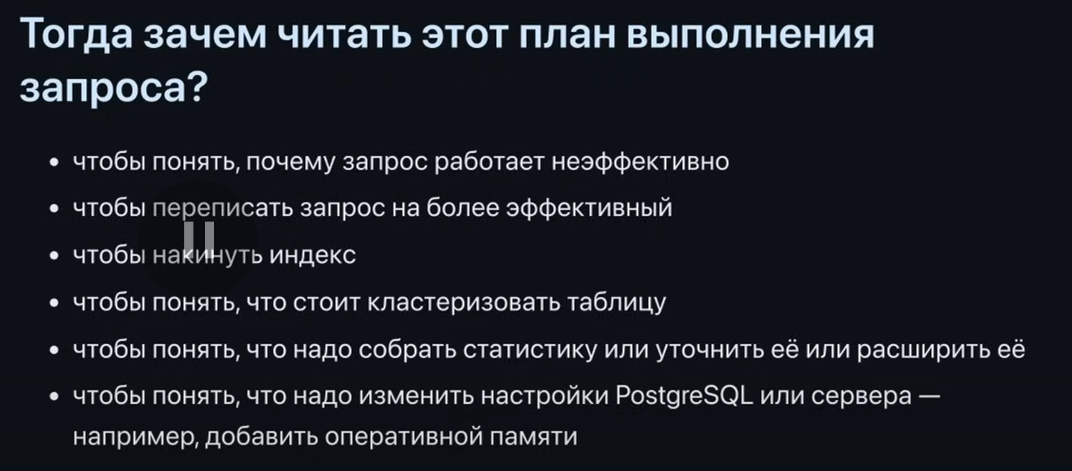 Тогда зачем читать этот план выполнения
запроса?
• чтобы понять, почему запрос работает неэффективно
• чтобы переписать запрос на более эффективный
• чтобы накинуть индекс
• чтобы понять, что стоит кластеризовать таблицу
• чтобы понять, что надо собрать статистику или уточнить её или расширить её
• чтобы понять, что надо изменить настройки PostgreSQL или сервера —
например, добавить оперативной памяти